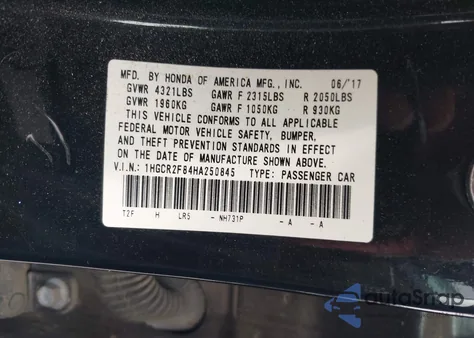 MFD. BY HONDA OF AMERICA MFG., INC. 06/'17
GVWR 4321LBS GAWR F 2315LBS R 2050LBS
GVWR 1960KG GAWR F 1050KG R 930KG
THIS VEHICLE CONFORMS TO ALL APPLICABLE
FEDERAL MOTOR VEHICLE SAFETY, BUMPER,
AND THEFT PREVENTION STANDARDS IN EFFECT
ON THE DATE OF MANUFACTURE SHOWN ABOVE.
V.I.N.: 1HGCR2F84HA250845 TYPE: PASSENGER CAR
T2F H LR5 - NH731P - A - A
autoSnap